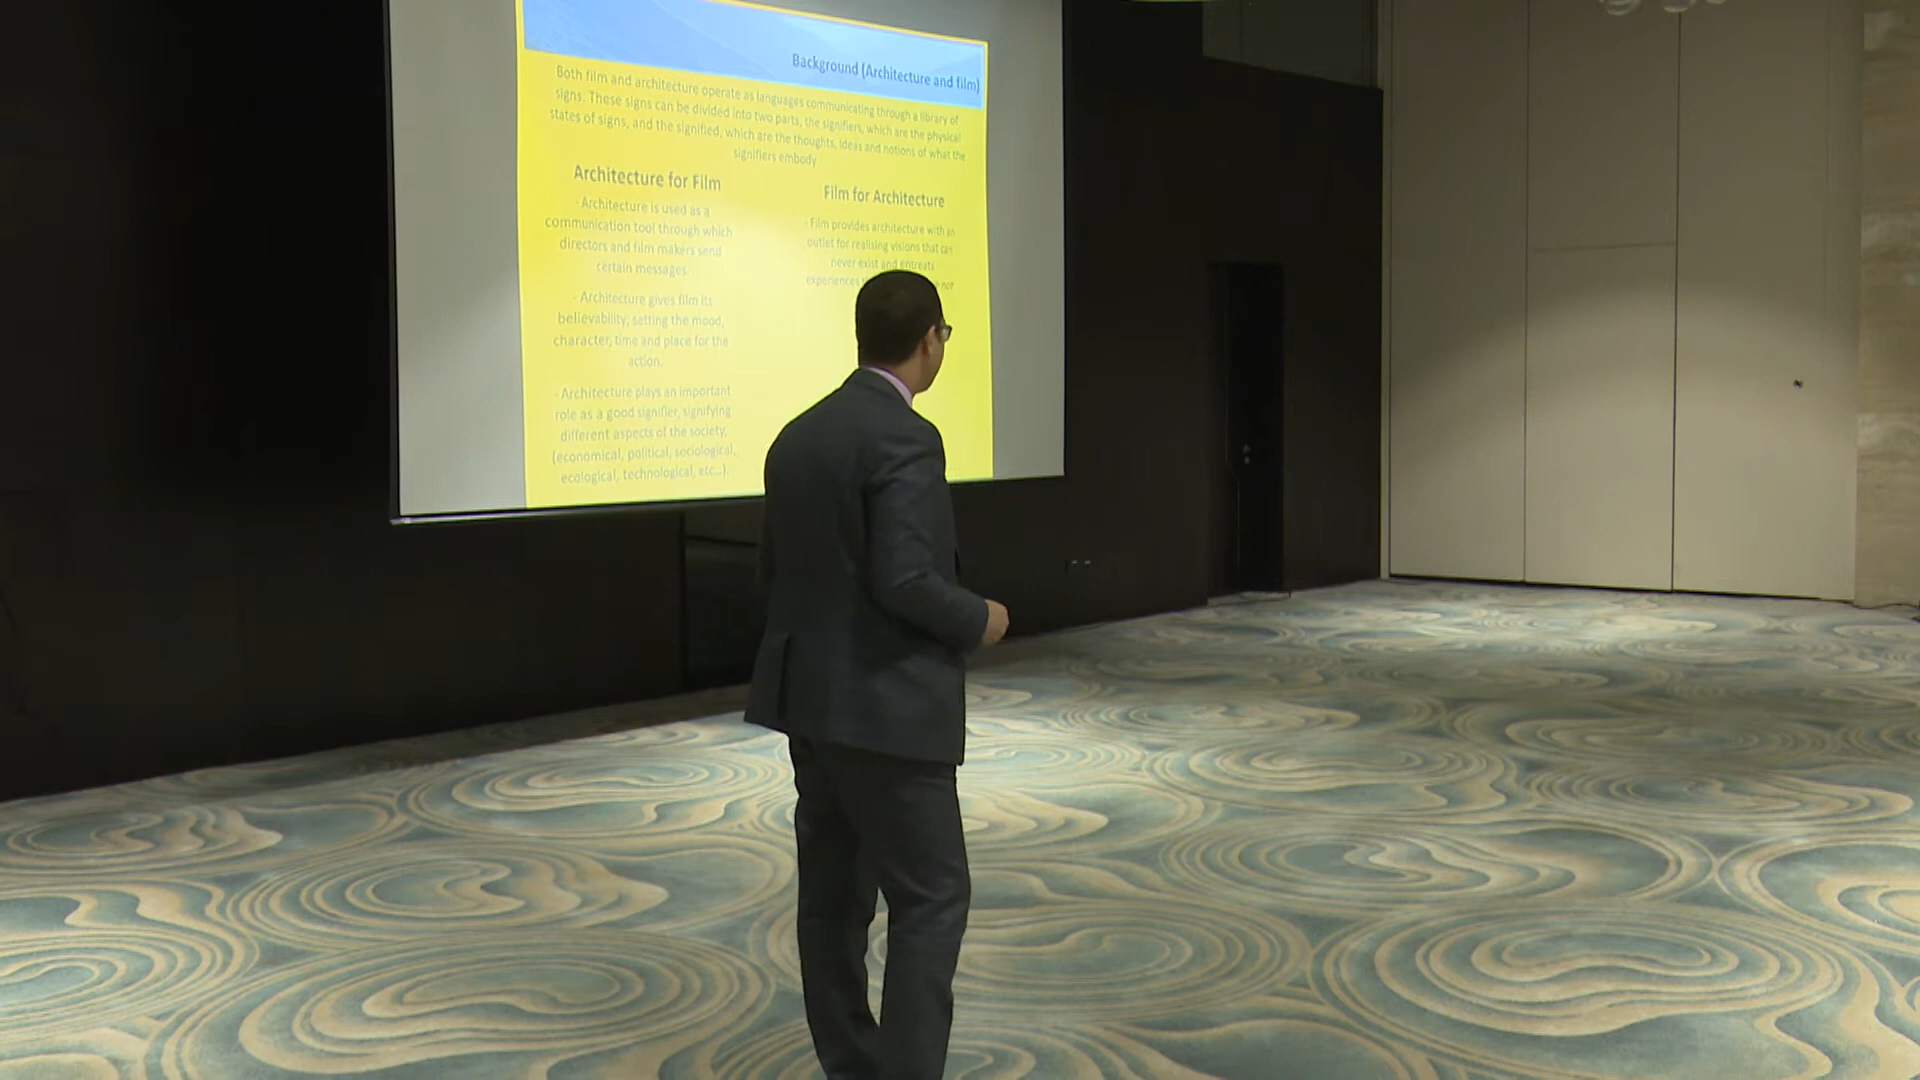 Background (Architecture and film)
Both film and architecture operate as languages communicating through a library of
signs. These signs can be divided into two parts, the signifiers, which are the physical
states of signs, and the signified, which are the thoughts, ideas and notions of what the
signifiers embody
Architecture for Film
- Architecture is used as a
communication tool through which
directors and film makers send
certain messages.
- Architecture gives film its
believability, setting the mood,
character, time and place for the
action.
- Architecture plays an important
role as a good signifier, signifying
different aspects of the society,
(economical, political, sociological,
ecological, technological, etc...).
Film for Architecture
- Film provides architecture with an
outlet for realising visions that can
never exist and entreats
experiences not